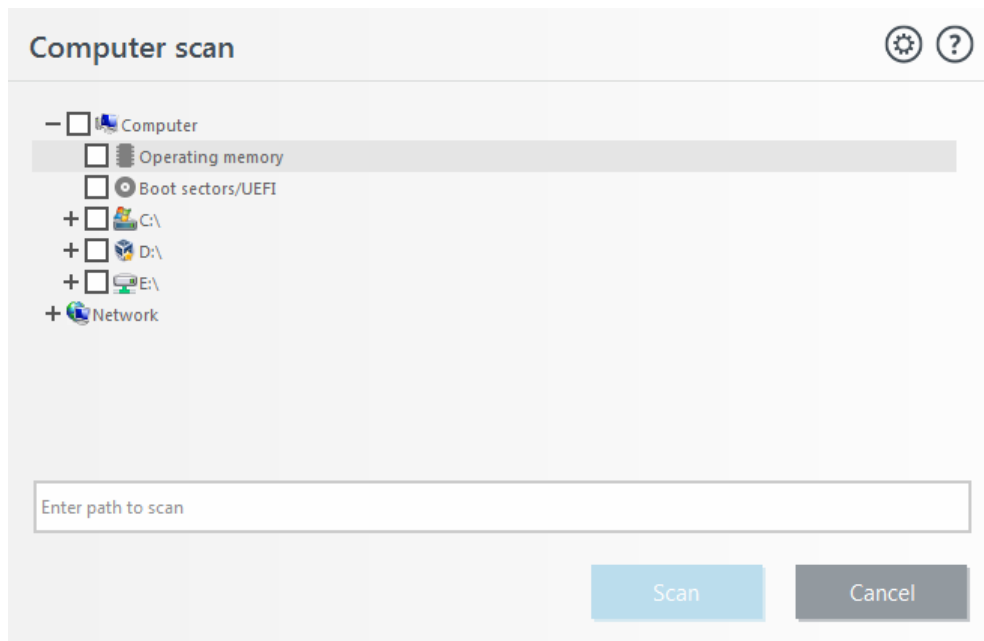 Computer scan
Computer
Operating memory
Boot sectors/UEFI
C:\
D:\
E:\
Network
Enter path to scan
Scan
Cancel